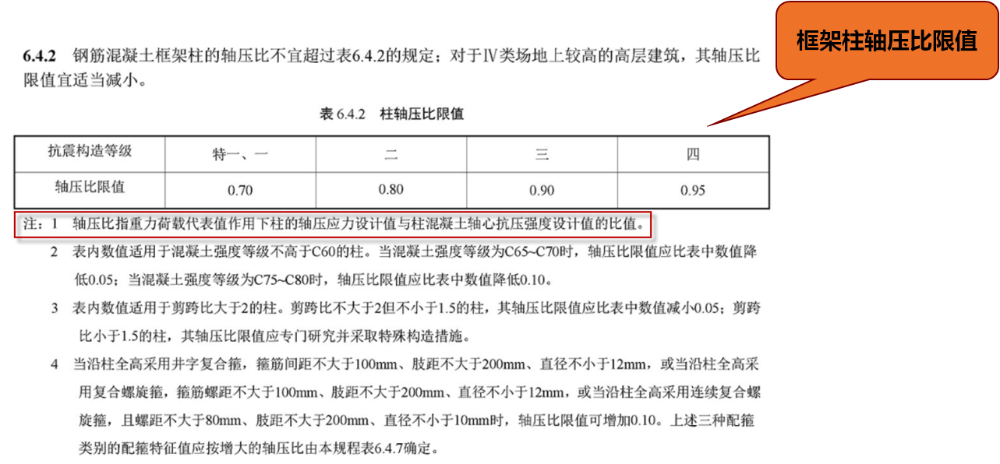 框架柱轴压比限值
6.4.2 钢筋混凝土框架柱的轴压比不宜超过表6.4.2的规定；对于Ⅳ类场地上较高的高层建筑，其轴压比
限值宜适当减小。
表 6.4.2 柱轴压比限值
抗震构造等级 特一、一 二 三 四
轴压比限值 0.70 0.80 0.90 0.95
注：1 轴压比指重力荷载代表值作用下柱的轴压应力设计值与柱混凝土轴心抗压强度设计值的比值。
2 表内数值适用于混凝土强度等级不高于C60的柱。当混凝土强度等级为C65~C70时，轴压比限值应比表中数值降
低0.05；当混凝土强度等级为C75~C80时，轴压比限值应比表中数值降低0.10。
3 表内数值适用于剪跨比大于2的柱。剪跨比不大于2但不小于1.5的柱，其轴压比限值应比表中数值减小0.05；剪跨
比小于1.5的柱，其轴压比限值应专门研究并采取特殊构造措施。
4 当沿柱全高采用井字复合箍，箍筋间距不大于100mm、肢距不大于200mm、直径不小于12mm，或当沿柱全高采
用复合螺旋箍，箍筋螺距不大于100mm、肢距不大于200mm、直径不小于12mm，或当沿柱全高采用连续复合螺
旋箍，且螺距不大于80mm、肢距不大于200mm、直径不小于10mm时，轴压比限值可增加0.10。上述三种配箍
类别的配箍特征值应按增大的轴压比由本规程表6.4.7确定。